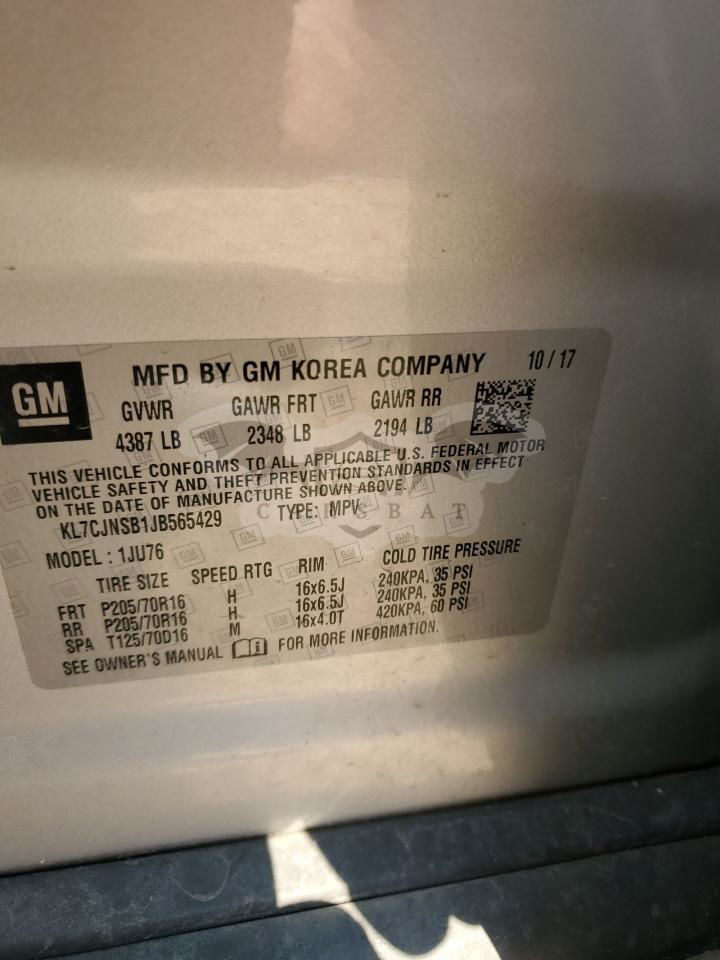 GM
MFD BY GM KOREA COMPANY 10 / 17
GVWR GAWR FRT GAWR RR
4387 LB 2348 LB 2194 LB
THIS VEHICLE CONFORMS TO ALL APPLICABLE U.S. FEDERAL MOTOR
VEHICLE SAFETY AND THEFT PREVENTION STANDARDS IN EFFECT
ON THE DATE OF MANUFACTURE SHOWN ABOVE.
KL7CJNSB1JB565429 TYPE: MPV
CARSBAT
MODEL : 1JU76
TIRE SIZE SPEED RTG RIM COLD TIRE PRESSURE
FRT P205/70R16 H 16x6.5J 240KPA, 35 PSI
RR P205/70R16 H 16x6.5J 240KPA, 35 PSI
SPA T125/70D16 M 16x4.0T 420KPA, 60 PSI
SEE OWNER'S MANUAL FOR MORE INFORMATION.